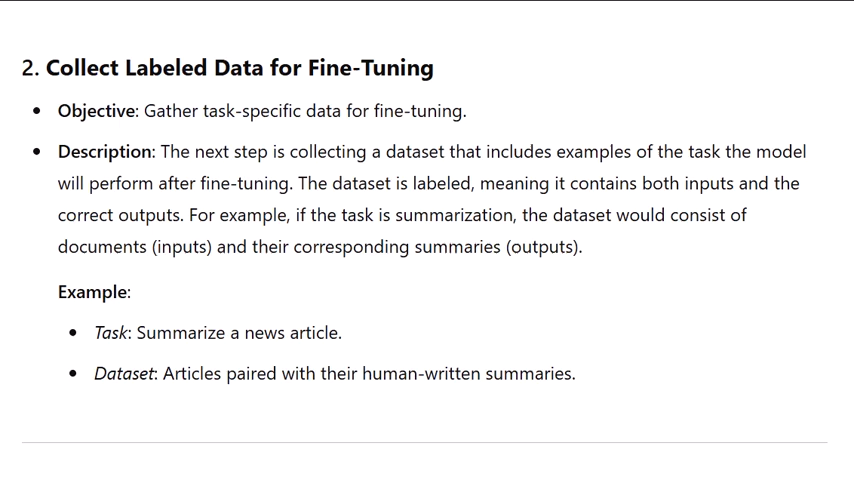 2. Collect Labeled Data for Fine-Tuning
• Objective: Gather task-specific data for fine-tuning.
• Description: The next step is collecting a dataset that includes examples of the task the model
will perform after fine-tuning. The dataset is labeled, meaning it contains both inputs and the
correct outputs. For example, if the task is summarization, the dataset would consist of
documents (inputs) and their corresponding summaries (outputs).
Example:
• Task: Summarize a news article.
• Dataset: Articles paired with their human-written summaries.